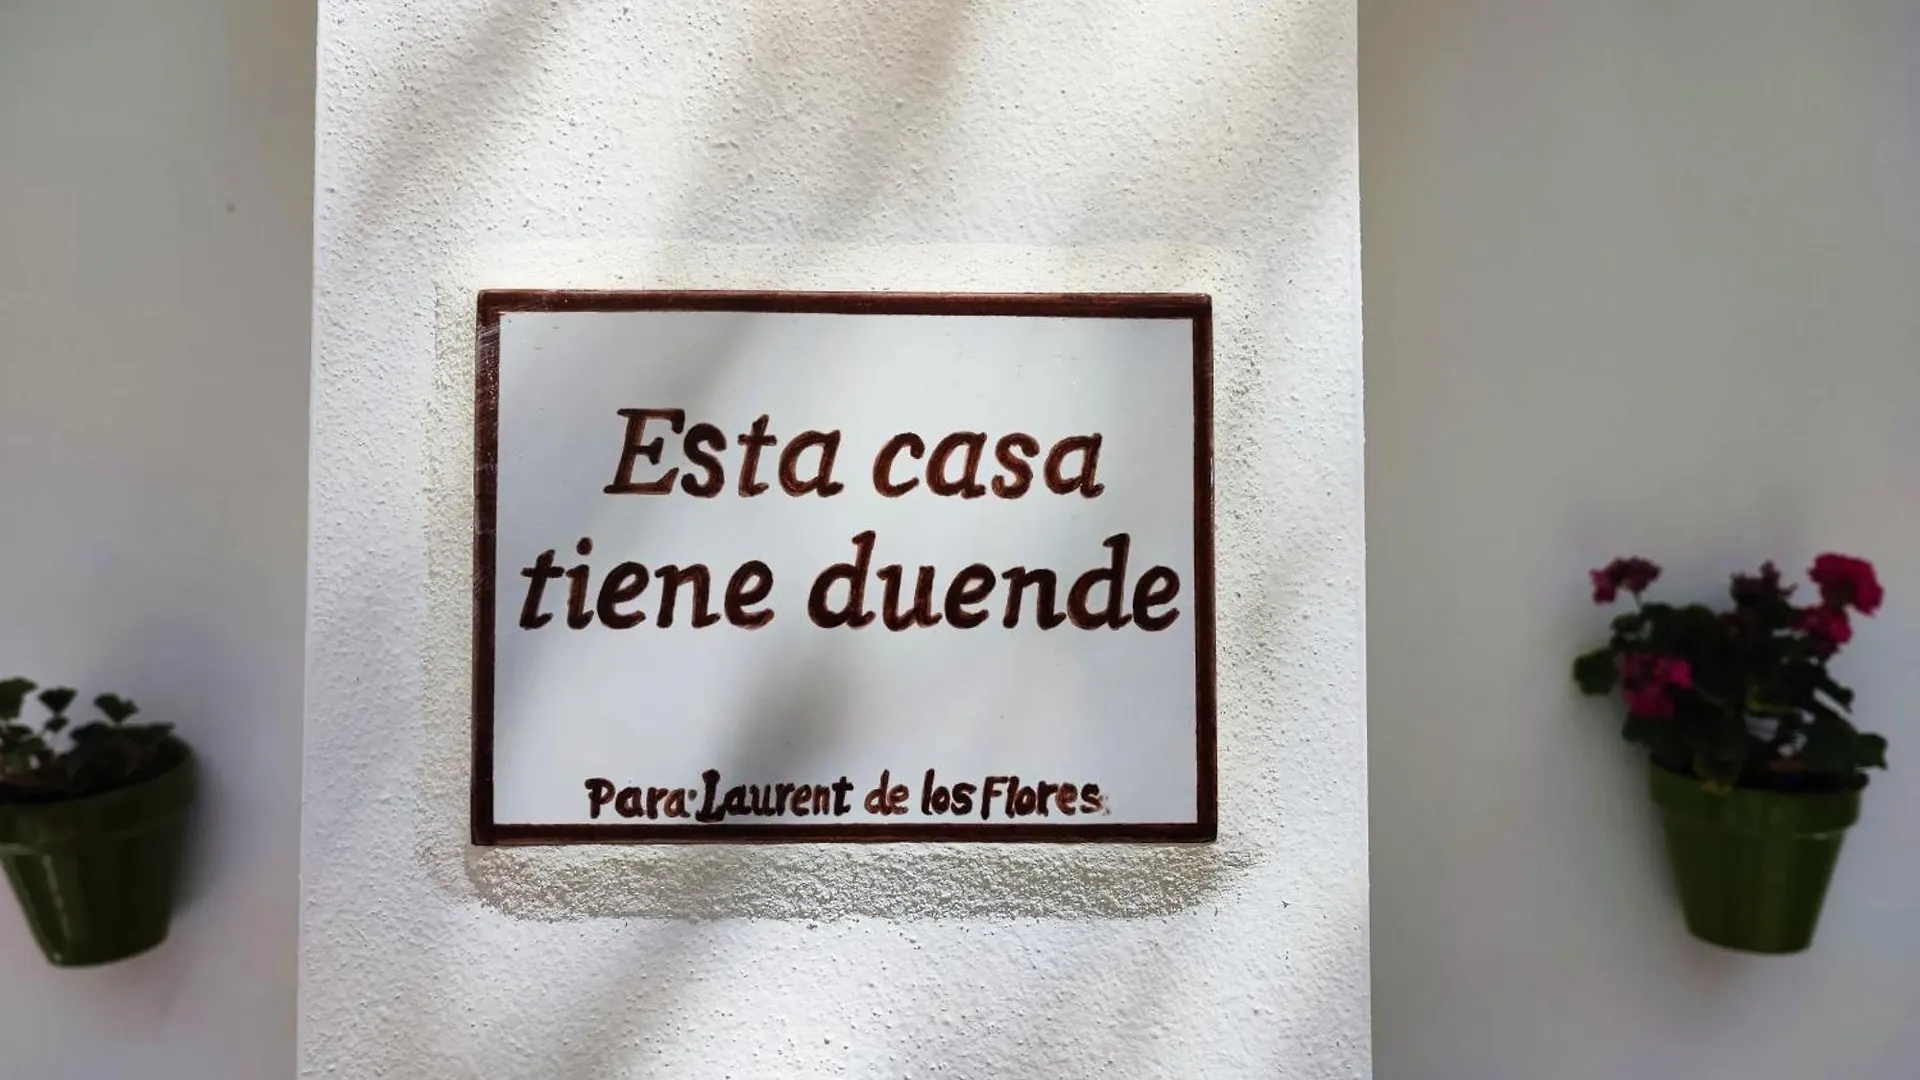 Esta casa
tiene duende
Para Laurent de los Flores